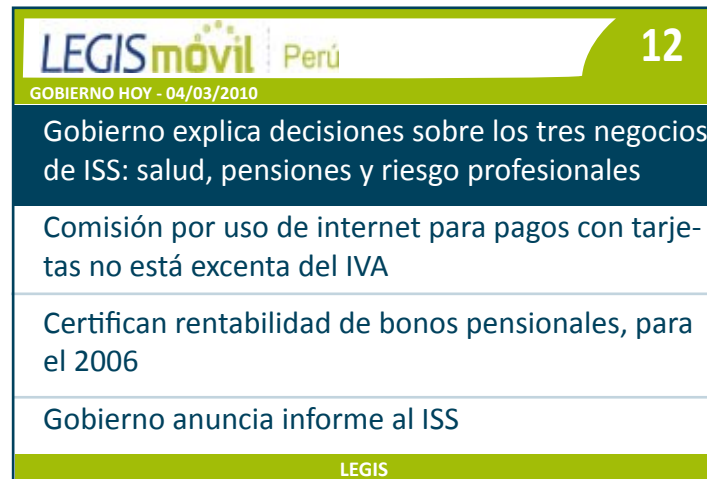 LEGISmóvil Perú
12
GOBIERNO HOY - 04/03/2010
Gobierno explica decisiones sobre los tres negocios
de ISS: salud, pensiones y riesgo profesionales
Comisión por uso de internet para pagos con tarje-
tas no está excenta del IVA
Certifican rentabilidad de bonos pensionales, para
el 2006
Gobierno anuncia informe al ISS
LEGIS